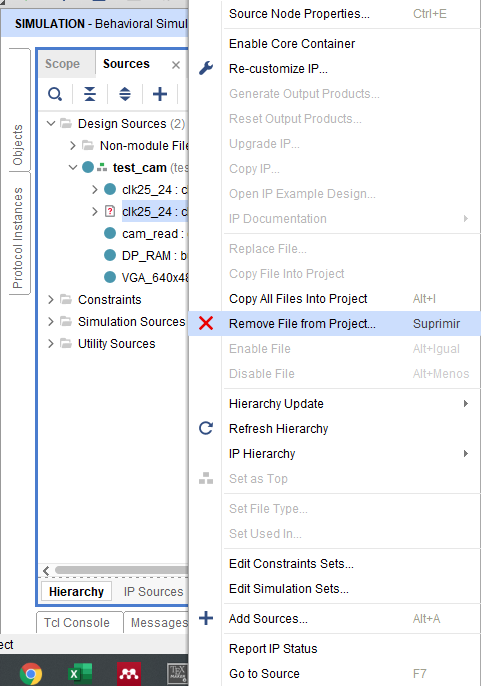 SIMULATION - Behavioral Simu
Scope
Sources
Objects
Protocol Instances
Design Sources (2)
Non-module File
test_cam (tes
clk25_24 : c
clk25_24 : c
cam_read :
DP_RAM : b
VGA_640x48
Constraints
Simulation Sources
Utility Sources
Hierarchy
IP Sources
Tcl Console
Messages
ect
Source Node Properties... Ctrl+E
Enable Core Container
Re-customize IP...
Generate Output Products...
Reset Output Products...
Upgrade IP...
Copy IP...
Open IP Example Design...
IP Documentation
Replace File...
Copy File Into Project
Copy All Files Into Project Alt+I
Remove File from Project... Suprimir
Enable File Alt+Igual
Disable File Alt+Menos
Hierarchy Update
Refresh Hierarchy
IP Hierarchy
Set as Top
Set File Type...
Set Used In...
Edit Constraints Sets...
Edit Simulation Sets...
Add Sources... Alt+A
Report IP Status
Go to Source F7